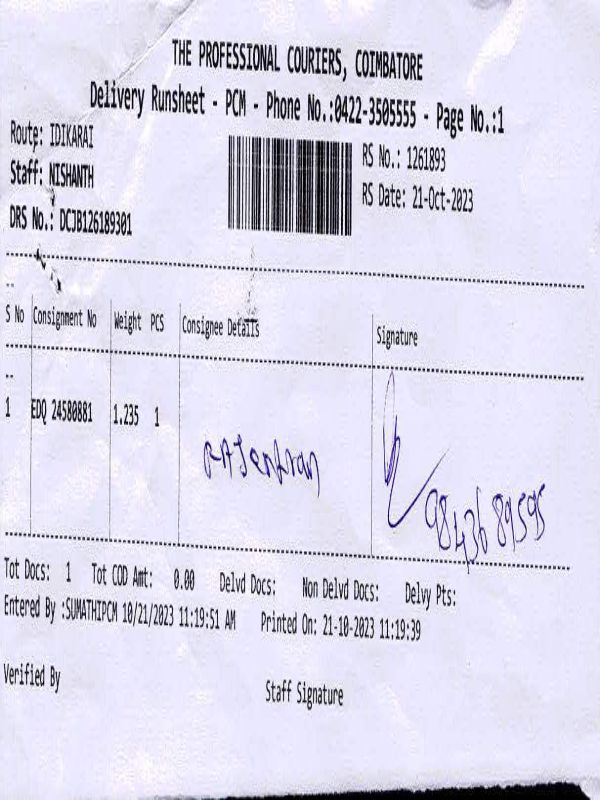 THE PROFESSIONAL COURIERS, COIMBATORE
Delivery Runsheet - PCM - Phone No.:0422-3505555 - Page No.:1
Route: IDIKARAI
Staff: NISHANTH
DRS No.: DCJB126189301
RS No.: 1261893
RS Date: 21-Oct-2023
--
S No Consignment No Weight PCS Consignee Details Signature
--
1 EDQ 24580881 1.235 1
RAJendran
9843689595
Tot Docs: 1 Tot COD Amt: 0.00 Delvd Docs: Non Delvd Docs: Delvy Pts:
Entered By :SUMATHIPCM 10/21/2023 11:19:51 AM Printed On: 21-10-2023 11:19:39
Verified By
Staff Signature